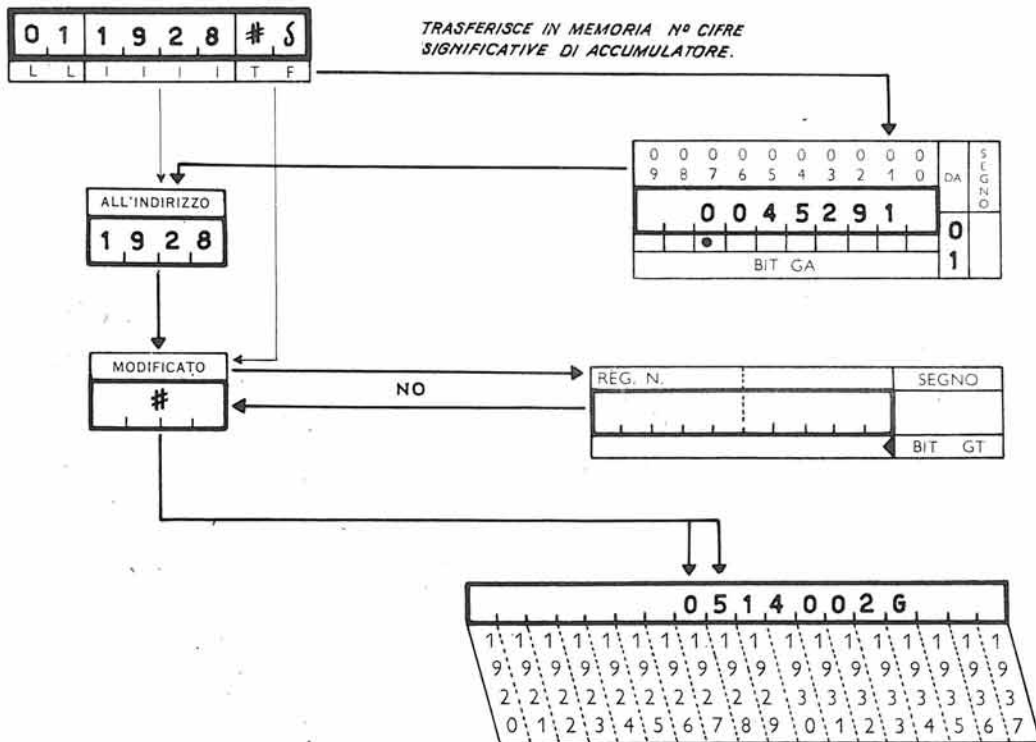 0 1 1 9 2 8 # δ
L L I I I I T F
TRASFERISCE IN MEMORIA Nº CIFRE
SIGNIFICATIVE DI ACCUMULATORE.
0 0 0 0 0 0 0 0 0 0
9 8 7 6 5 4 3 2 1 0
DA
SEGNO
0 0 4 5 2 9 1
0
1
BIT GA
ALL'INDIRIZZO
1 9 2 8
MODIFICATO
#
NO
REG. N.
SEGNO
BIT GT
0 5 1 4 0 0 2 G
1 1 1 1 1 1 1 1 1 1 1 1 1 1 1 1 1 1
9 9 9 9 9 9 9 9 9 9 9 9 9 9 9 9 9 9
2 2 2 2 2 2 2 2 2 2 3 3 3 3 3 3 3 3
0 1 2 3 4 5 6 7 8 9 0 1 2 3 4 5 6 7